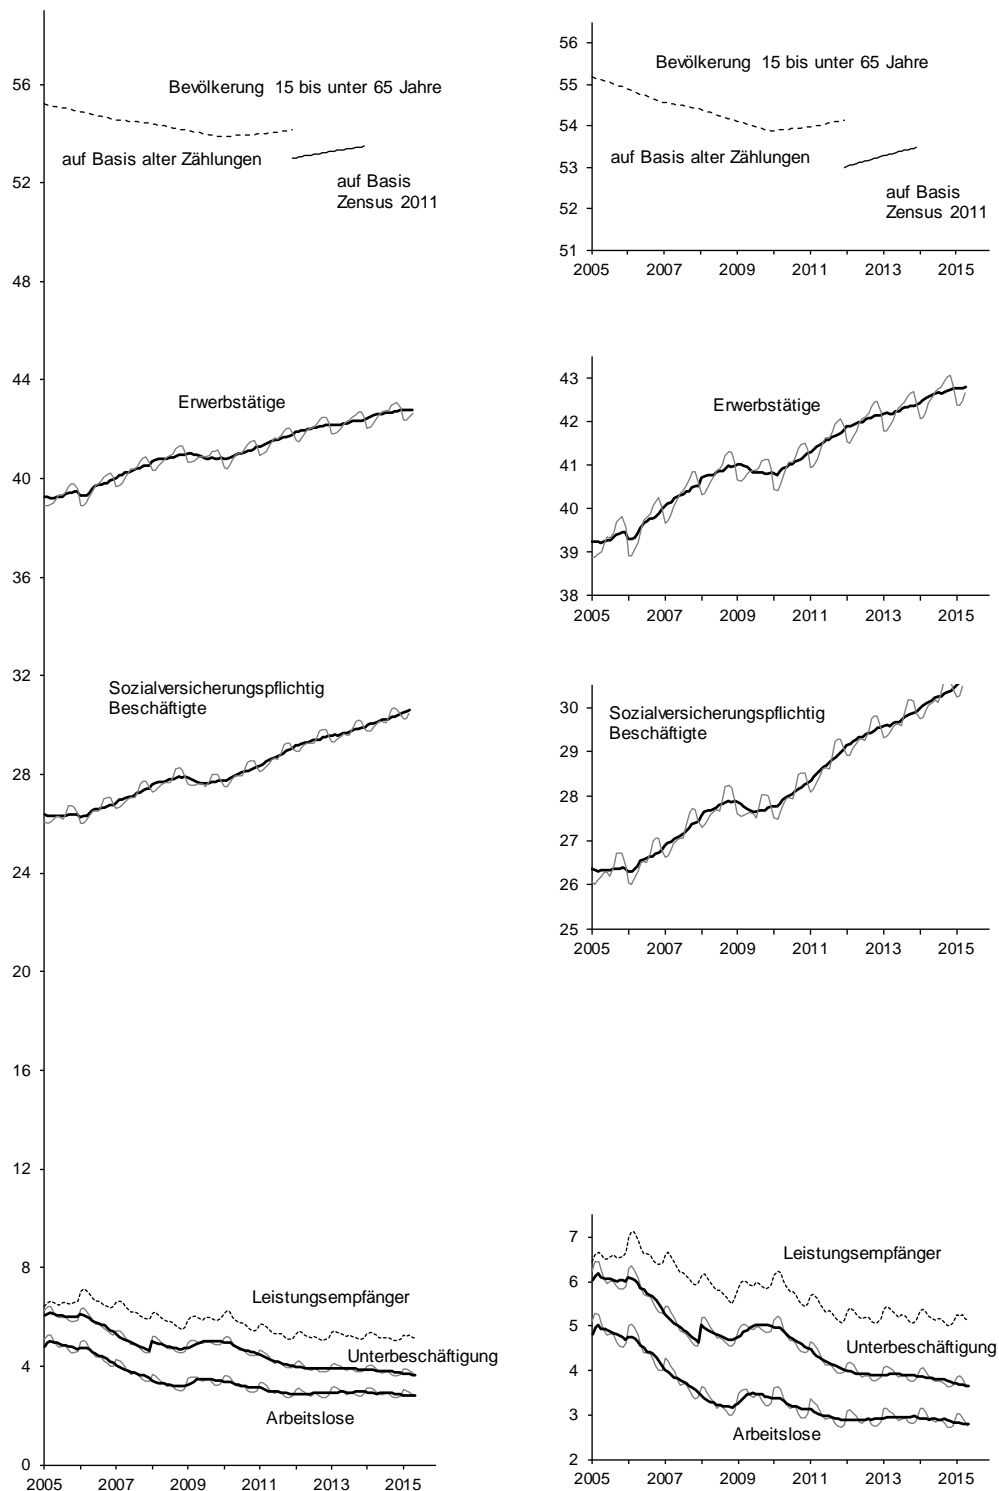 56
52
48
44
40
36
32
28
24
20
16
12
8
4
0
2005 2007 2009 2011 2013 2015
Bevölkerung 15 bis unter 65 Jahre
auf Basis alter Zählungen
auf Basis
Zensus 2011
Erwerbstätige
Sozialversicherungspflichtig
Beschäftigte
Leistungsempfänger
Unterbeschäftigung
Arbeitslose
56
55
54
53
52
51
2005 2007 2009 2011 2013 2015
Bevölkerung 15 bis unter 65 Jahre
auf Basis alter Zählungen
auf Basis
Zensus 2011
43
42
41
40
39
38
2005 2007 2009 2011 2013 2015
Erwerbstätige
30
29
28
27
26
25
2005 2007 2009 2011 2013 2015
Sozialversicherungspflichtig
Beschäftigte
7
6
5
4
3
2
2005 2007 2009 2011 2013 2015
Leistungsempfänger
Unterbeschäftigung
Arbeitslose